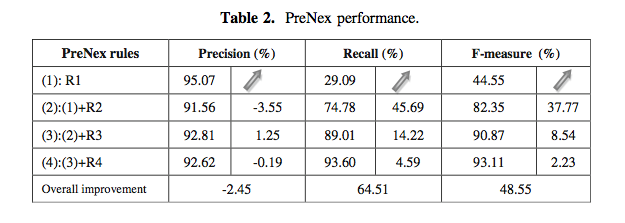 Table 2. PreNex performance.
PreNex rules Precision (%) Recall (%) F-measure (%)
(1): R1 95.07 29.09 44.55
(2):(1)+R2 91.56 -3.55 74.78 45.69 82.35 37.77
(3):(2)+R3 92.81 1.25 89.01 14.22 90.87 8.54
(4):(3)+R4 92.62 -0.19 93.60 4.59 93.11 2.23
Overall improvement -2.45 64.51 48.55